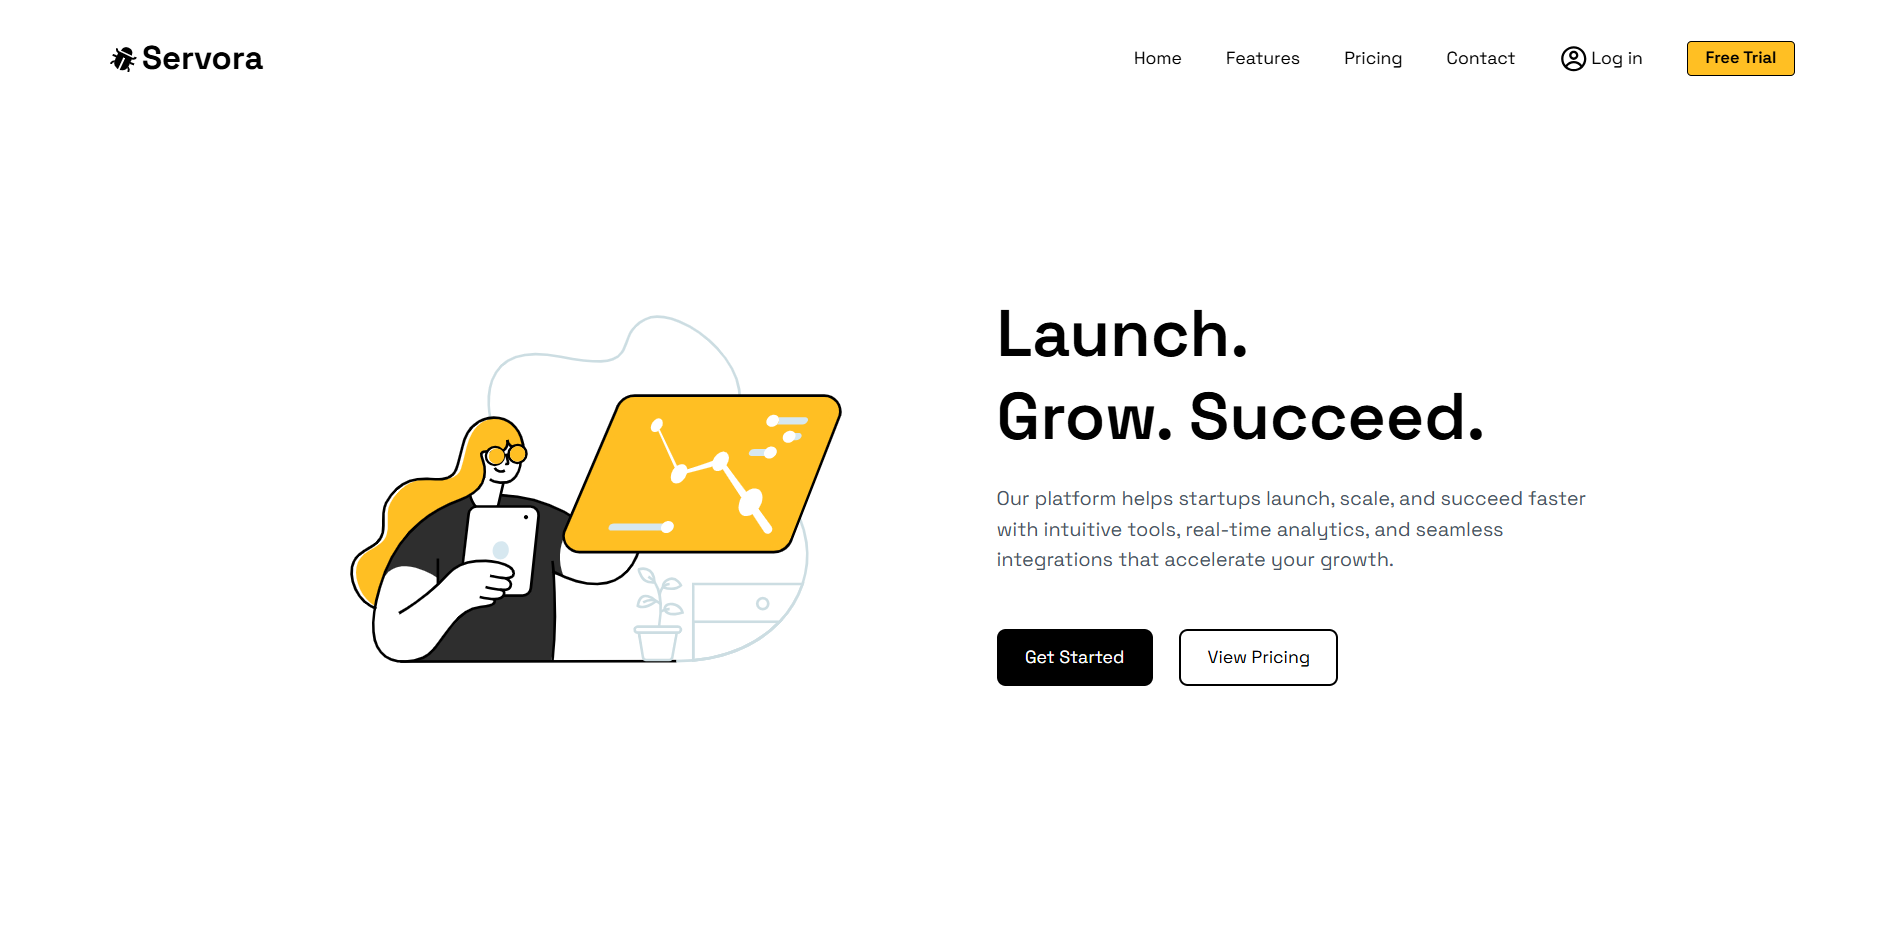 Servora
Home
Features
Pricing
Contact
Log in
Free Trial
Launch.
Grow. Succeed.
Our platform helps startups launch, scale, and succeed faster
with intuitive tools, real-time analytics, and seamless
integrations that accelerate your growth.
Get Started
View Pricing